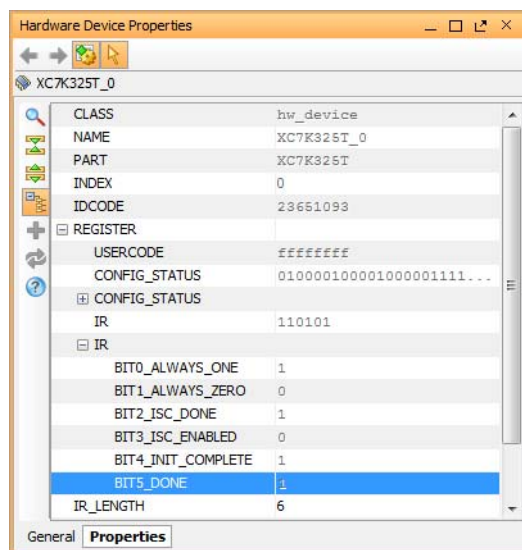 Hardware Device Properties
XC7K325T_0
CLASS hw_device
NAME XC7K325T_0
PART XC7K325T
INDEX 0
IDCODE 23651093
REGISTER
USERCODE ffffffff
CONFIG_STATUS 010000100001000001111...
CONFIG_STATUS
IR 110101
IR
BIT0_ALWAYS_ONE 1
BIT1_ALWAYS_ZERO 0
BIT2_ISC_DONE 1
BIT3_ISC_ENABLED 0
BIT4_INIT_COMPLETE 1
BIT5_DONE 1
IR_LENGTH 6
General Properties